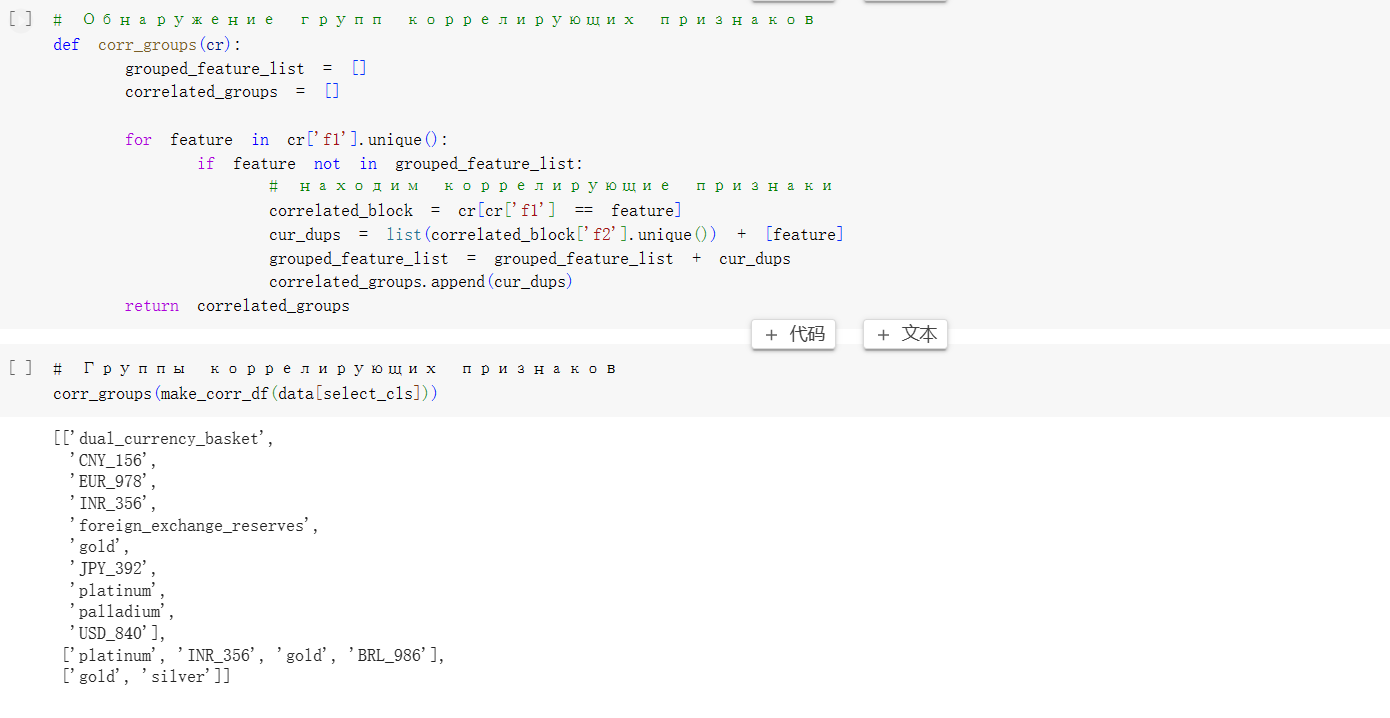 [ ] # Обнаружение групп коррелирующих признаков
def corr_groups(cr):
grouped_feature_list = []
correlated_groups = []
for feature in cr['f1'].unique():
if feature not in grouped_feature_list:
# находим коррелирующие признаки
correlated_block = cr[cr['f1'] == feature]
cur_dups = list(correlated_block['f2'].unique()) + [feature]
grouped_feature_list = grouped_feature_list + cur_dups
correlated_groups.append(cur_dups)
return correlated_groups
+ 代码 + 文本
[ ] # Группы коррелирующих признаков
corr_groups(make_corr_df(data[select_cls]))
[['dual_currency_basket',
'CNY_156',
'EUR_978',
'INR_356',
'foreign_exchange_reserves',
'gold',
'JPY_392',
'platinum',
'palladium',
'USD_840'],
['platinum', 'INR_356', 'gold', 'BRL_986'],
['gold', 'silver']]